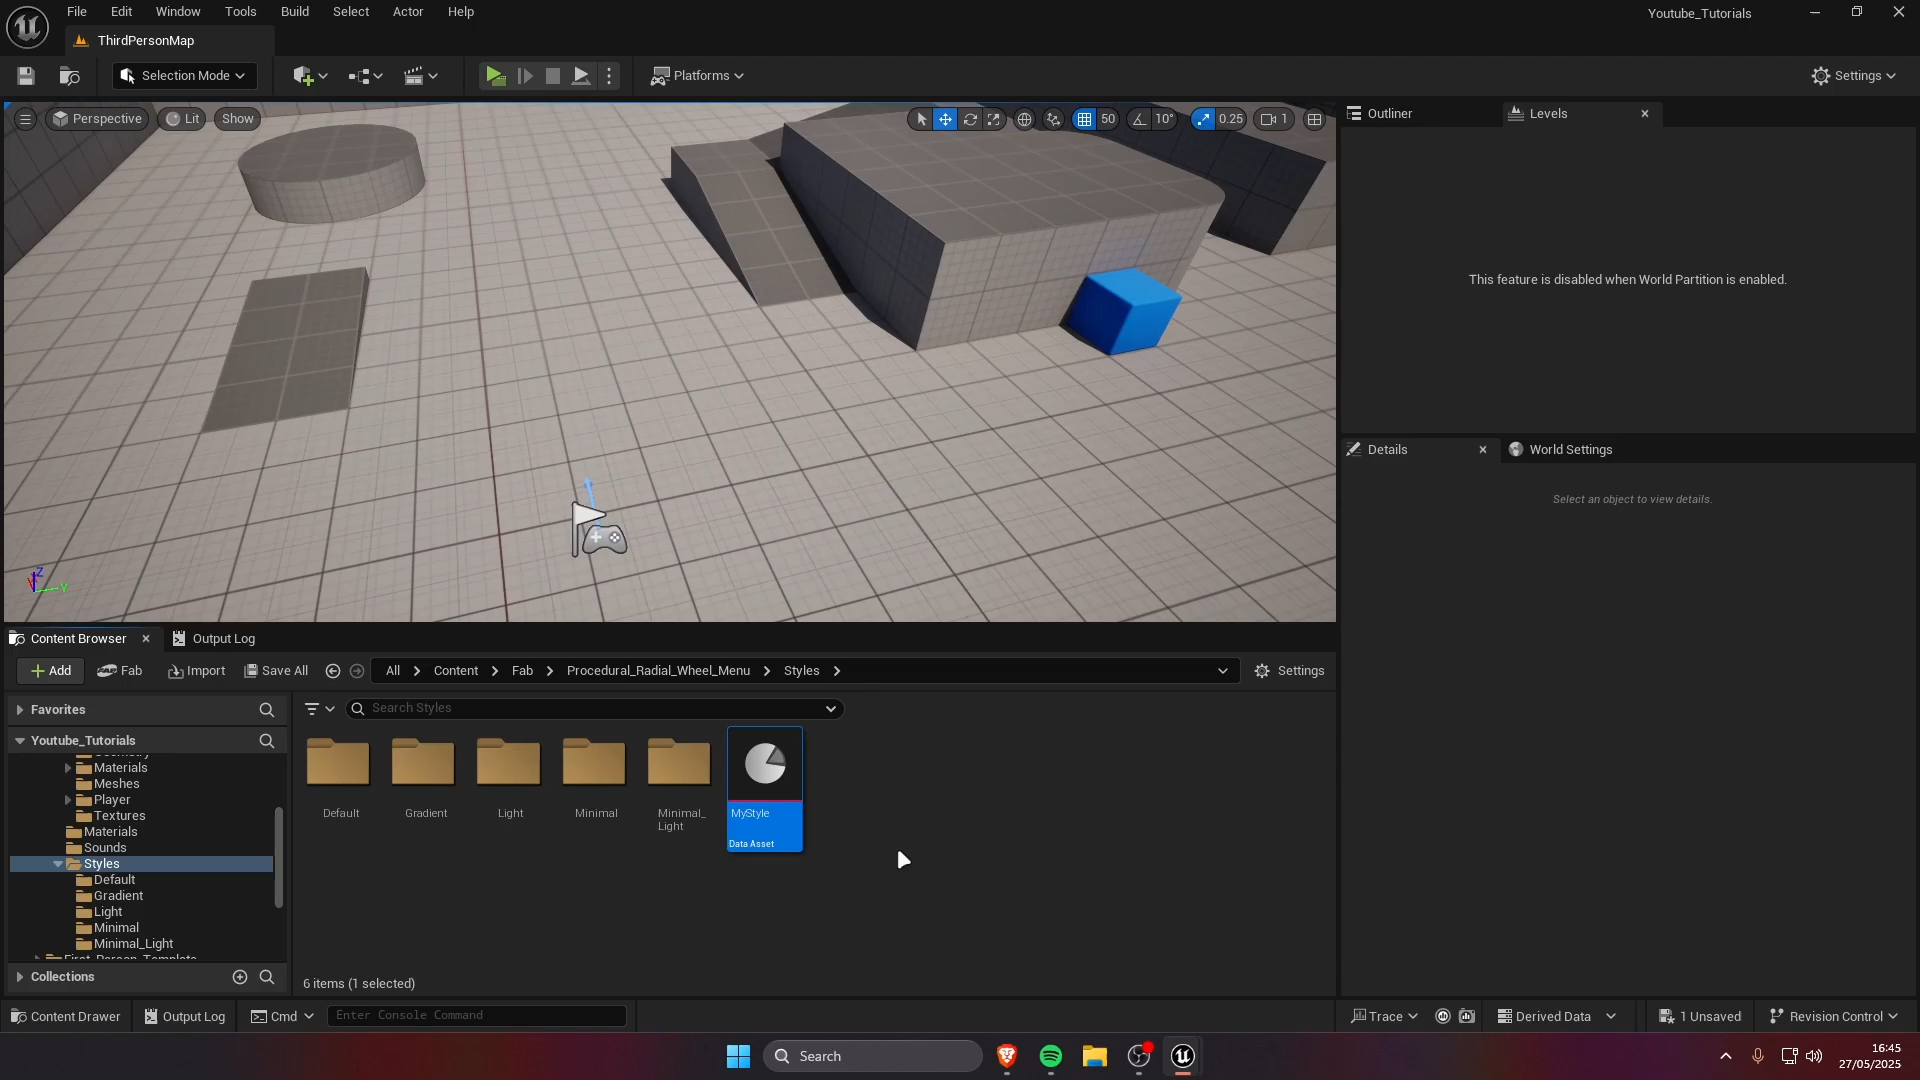 File Edit Window Tools Build Select Actor Help
Youtube_Tutorials
ThirdPersonMap
Selection Mode
Platforms
Settings
Perspective Lit Show
50 10° 0.25 1
Outliner Levels
This feature is disabled when World Partition is enabled.
Details World Settings
Select an object to view details.
Z
Y
Content Browser Output Log
Add Fab Import Save All All Content Fab Procedural_Radial_Wheel_Menu Styles Settings
Favorites
Search Styles
Youtube_Tutorials
Materials
Meshes
Player
Textures
Materials
Sounds
Styles
Default
Gradient
Light
Minimal
Minimal_Light
Default Gradient Light Minimal Minimal_
Light
MyStyle
Data Asset
Collections
6 items (1 selected)
Content Drawer Output Log Cmd Enter Console Command Trace Derived Data 1 Unsaved Revision Control
Search
16:45
27/05/2025